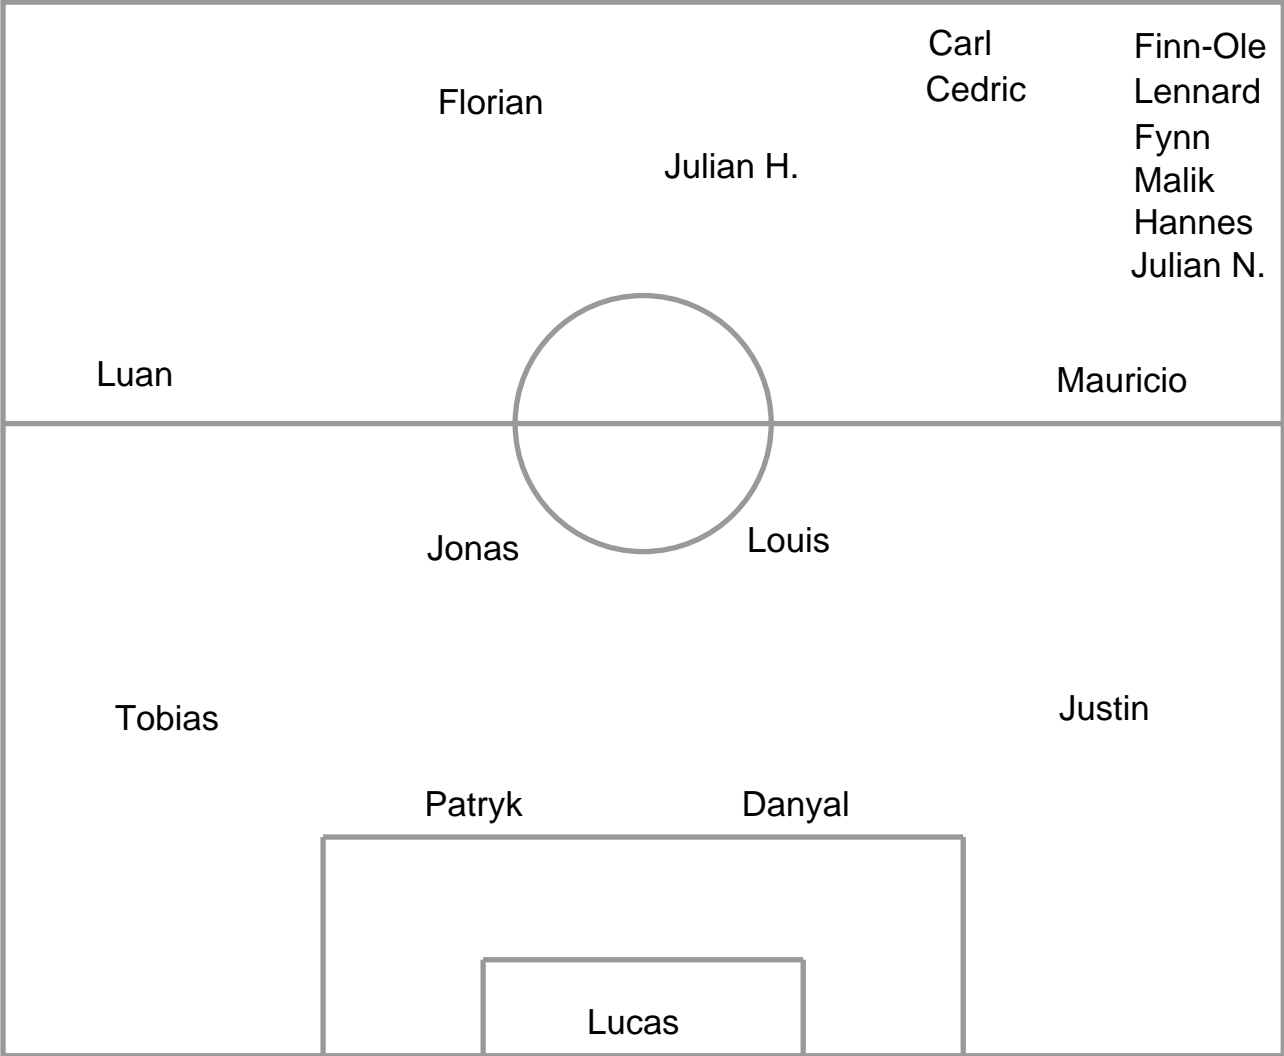 Carl
Cedric
Finn-Ole
Lennard
Fynn
Malik
Hannes
Julian N.
Florian
Julian H.
Luan
Mauricio
Jonas
Louis
Tobias
Justin
Patryk
Danyal
Lucas